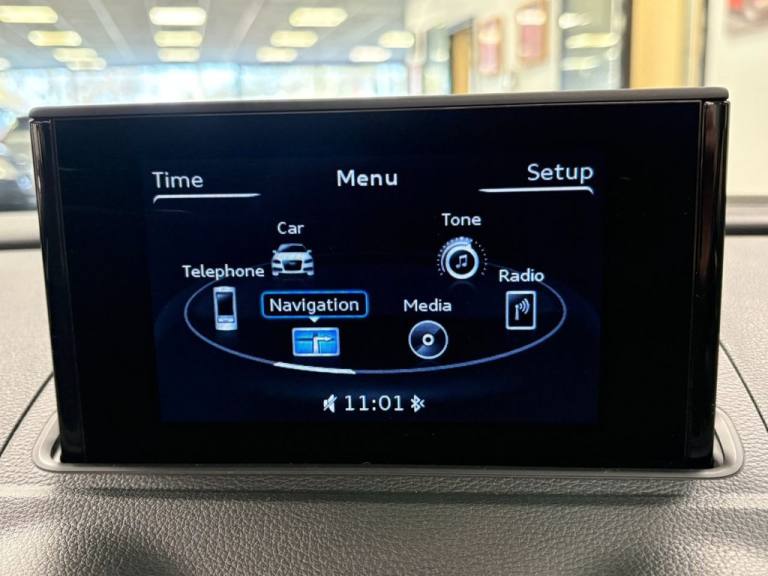 Time
Menu
Setup
Car
Tone
Telephone
Radio
Navigation
Media
11:01